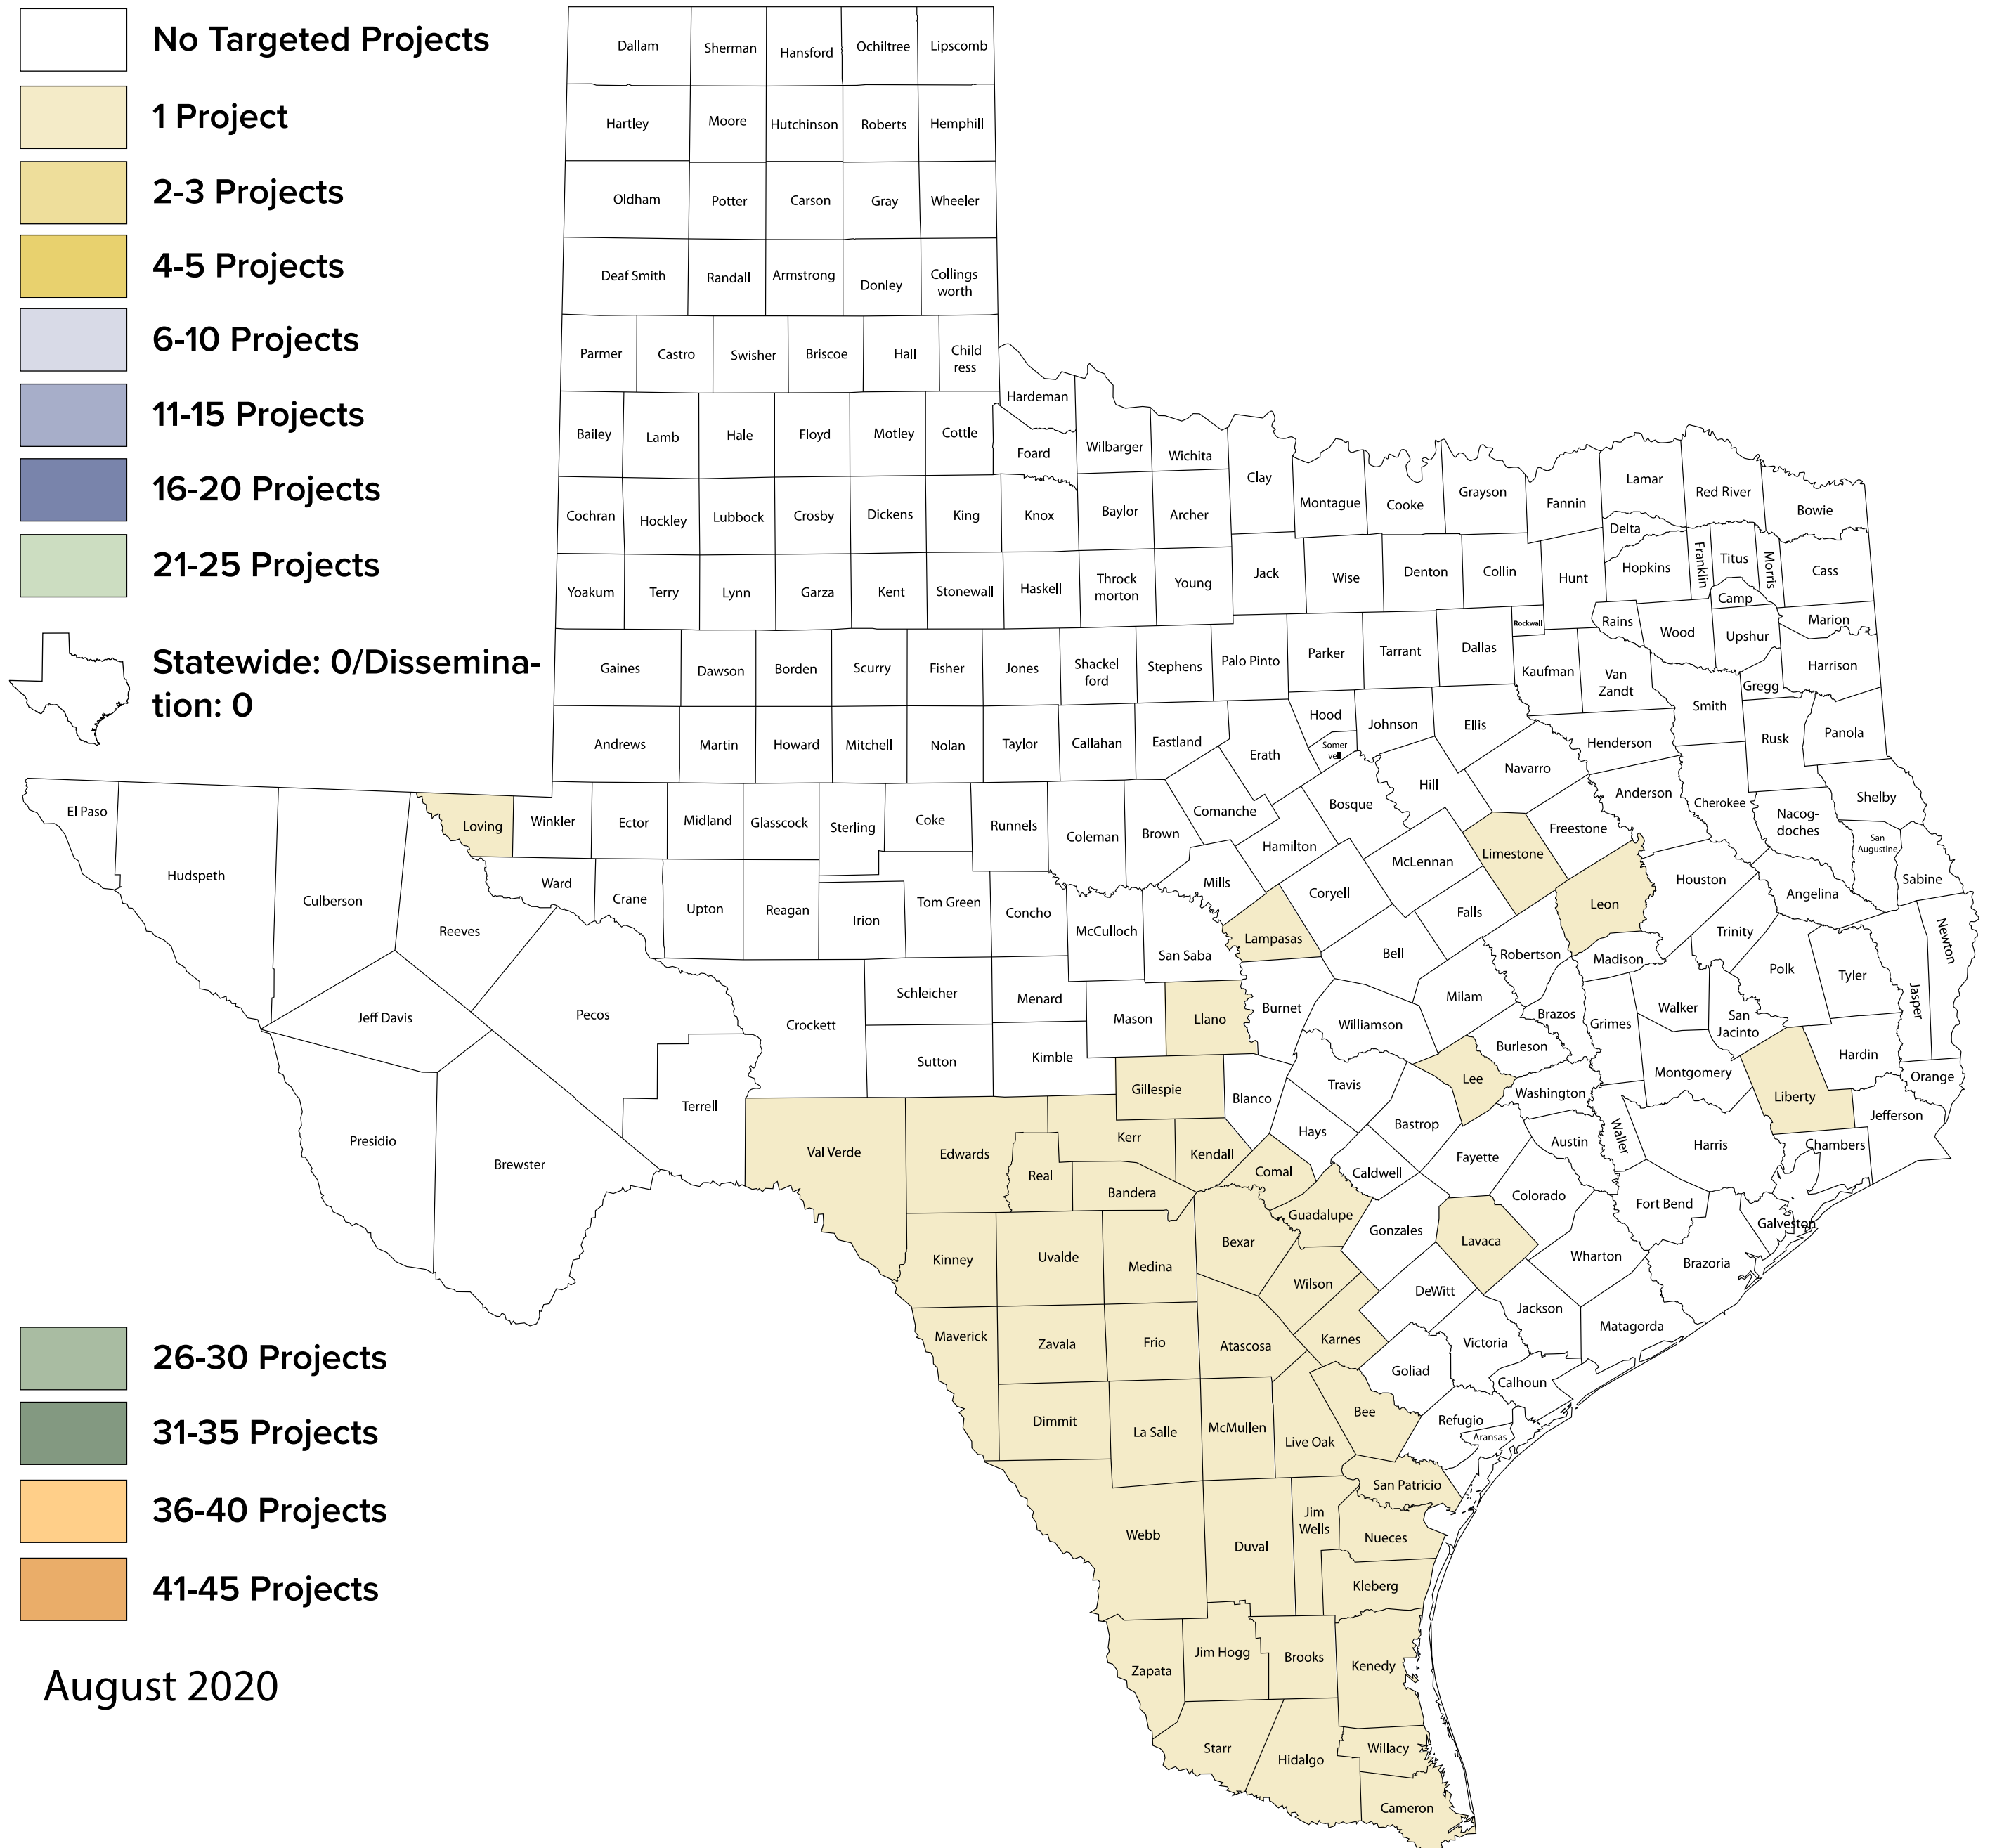 No Targeted Projects
1 Project
2-3 Projects
4-5 Projects
6-10 Projects
11-15 Projects
16-20 Projects
21-25 Projects
Statewide: 0/Dissemina-
tion: 0
26-30 Projects
31-35 Projects
36-40 Projects
41-45 Projects
August 2020
Dallam
Sherman
Hansford
Ochiltree
Lipscomb
Hartley
Moore
Hutchinson
Roberts
Hemphill
Oldham
Potter
Carson
Gray
Wheeler
Deaf Smith
Randall
Armstrong
Donley
Collings
worth
Parmer
Castro
Swisher
Briscoe
Hall
Child
ress
Hardeman
Bailey
Lamb
Hale
Floyd
Motley
Cottle
Foard
Wilbarger
Wichita
Clay
Montague
Cooke
Grayson
Fannin
Lamar
Red River
Bowie
Cochran
Hockley
Lubbock
Crosby
Dickens
King
Knox
Baylor
Archer
Delta
Yoakum
Terry
Lynn
Garza
Kent
Stonewall
Haskell
Throck
morton
Young
Jack
Wise
Denton
Collin
Hunt
Hopkins
Franklin
Titus
Morris
Cass
Camp
Rockwall
Rains
Wood
Upshur
Marion
Gaines
Dawson
Borden
Scurry
Fisher
Jones
Shackel
ford
Stephens
Palo Pinto
Parker
Tarrant
Dallas
Kaufman
Van
Zandt
Gregg
Harrison
Smith
Andrews
Martin
Howard
Mitchell
Nolan
Taylor
Callahan
Eastland
Erath
Hood
Somer
vell
Johnson
Ellis
Henderson
Rusk
Panola
Navarro
El Paso
Loving
Winkler
Ector
Midland
Glasscock
Sterling
Coke
Runnels
Coleman
Brown
Comanche
Bosque
Hill
Anderson
Cherokee
Nacog-
doches
Shelby
Hamilton
Limestone
Freestone
San
Augustine
Hudspeth
Culberson
Reeves
Ward
Crane
Upton
Reagan
Irion
Tom Green
Concho
McCulloch
San Saba
Mills
Lampasas
Coryell
McLennan
Falls
Leon
Houston
Angelina
Sabine
Bell
Robertson
Madison
Trinity
Polk
Tyler
Newton
Jasper
Jeff Davis
Pecos
Crockett
Schleicher
Menard
Mason
Llano
Burnet
Williamson
Milam
Brazos
Grimes
Walker
San
Jacinto
Sutton
Kimble
Burleson
Hardin
Orange
Terrell
Gillespie
Blanco
Travis
Lee
Washington
Montgomery
Liberty
Jefferson
Presidio
Brewster
Val Verde
Edwards
Real
Kerr
Bandera
Kendall
Comal
Hays
Caldwell
Bastrop
Fayette
Austin
Waller
Harris
Chambers
Guadalupe
Gonzales
Lavaca
Colorado
Fort Bend
Galveston
Kinney
Uvalde
Medina
Bexar
Wilson
DeWitt
Wharton
Brazoria
Maverick
Zavala
Frio
Atascosa
Karnes
Goliad
Victoria
Jackson
Matagorda
Calhoun
Dimmit
La Salle
McMullen
Live Oak
Bee
Refugio
Aransas
San Patricio
Webb
Duval
Jim
Wells
Nueces
Kleberg
Zapata
Jim Hogg
Brooks
Kenedy
Starr
Hidalgo
Willacy
Cameron